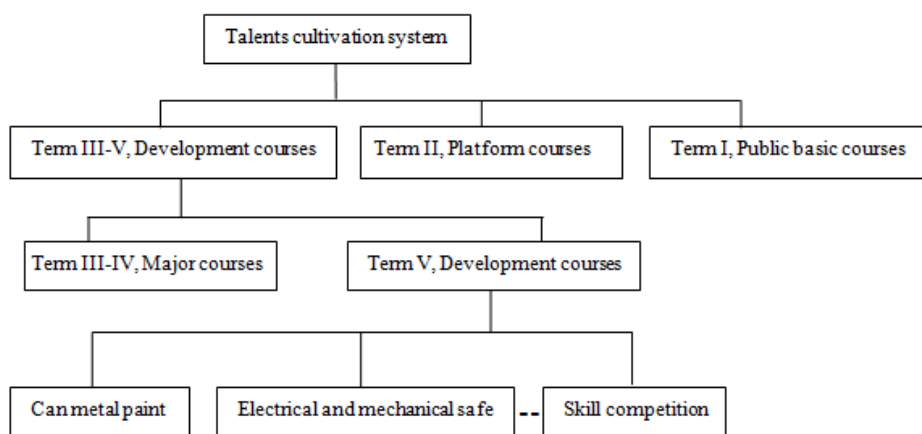 Talents cultivation system
Term III-V, Development courses
Term II, Platform courses
Term I, Public basic courses
Term III-IV, Major courses
Term V, Development courses
Can metal paint
Electrical and mechanical safe
--
Skill competition